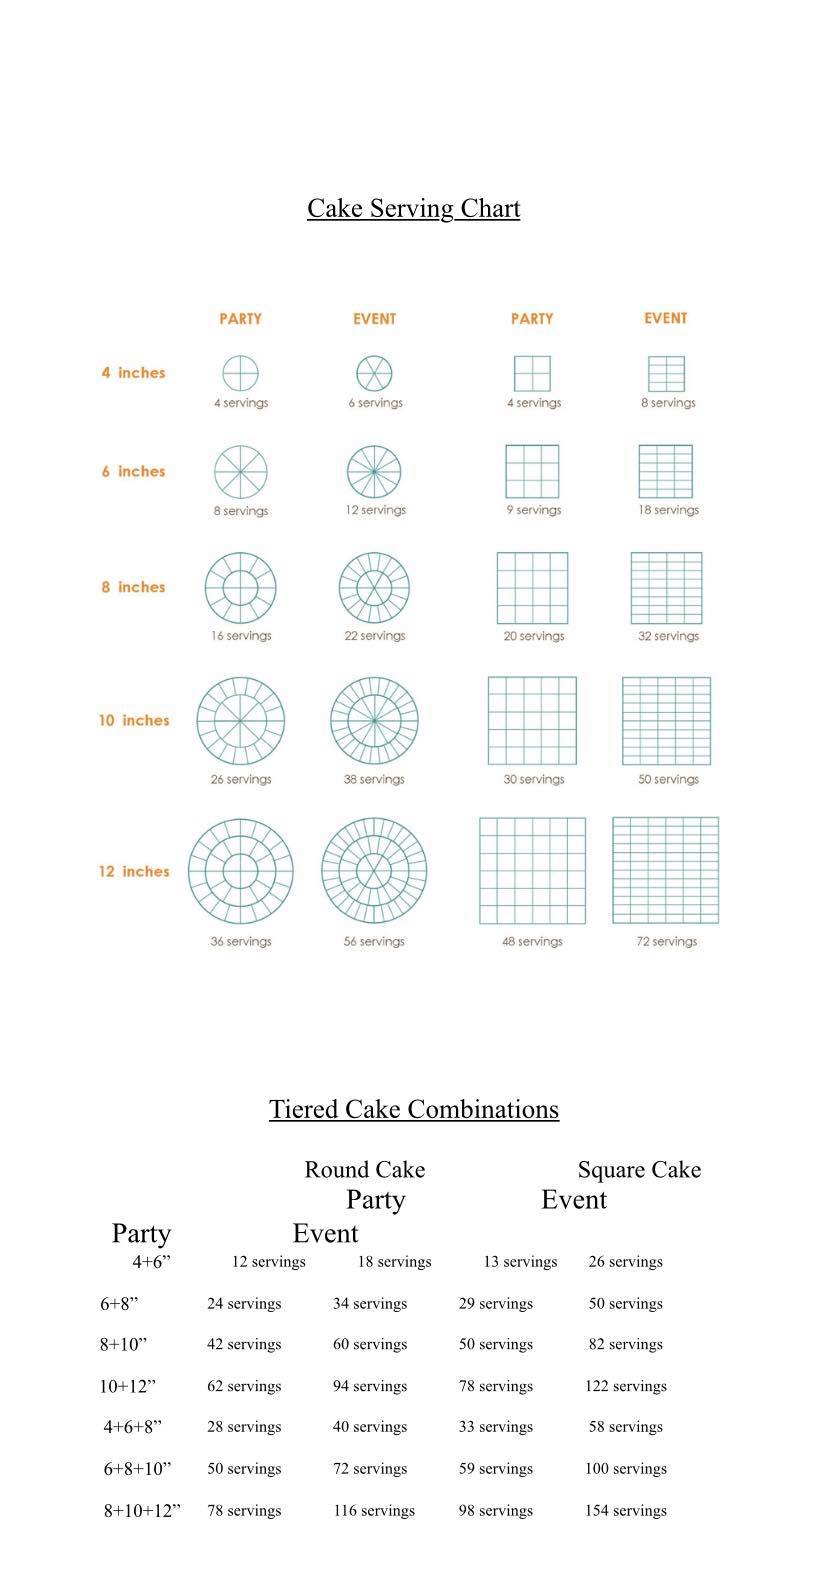 Cake Serving Chart
PARTY EVENT PARTY EVENT
4 inches
4 servings 6 servings 4 servings 8 servings
6 inches
8 servings 12 servings 9 servings 18 servings
8 inches
16 servings 22 servings 20 servings 32 servings
10 inches
26 servings 38 servings 30 servings 50 servings
12 inches
36 servings 56 servings 48 servings 72 servings
Tiered Cake Combinations
Round Cake Square Cake
Party Event
Party Event
4+6” 12 servings 18 servings 13 servings 26 servings
6+8” 24 servings 34 servings 29 servings 50 servings
8+10” 42 servings 60 servings 50 servings 82 servings
10+12” 62 servings 94 servings 78 servings 122 servings
4+6+8” 28 servings 40 servings 33 servings 58 servings
6+8+10” 50 servings 72 servings 59 servings 100 servings
8+10+12” 78 servings 116 servings 98 servings 154 servings